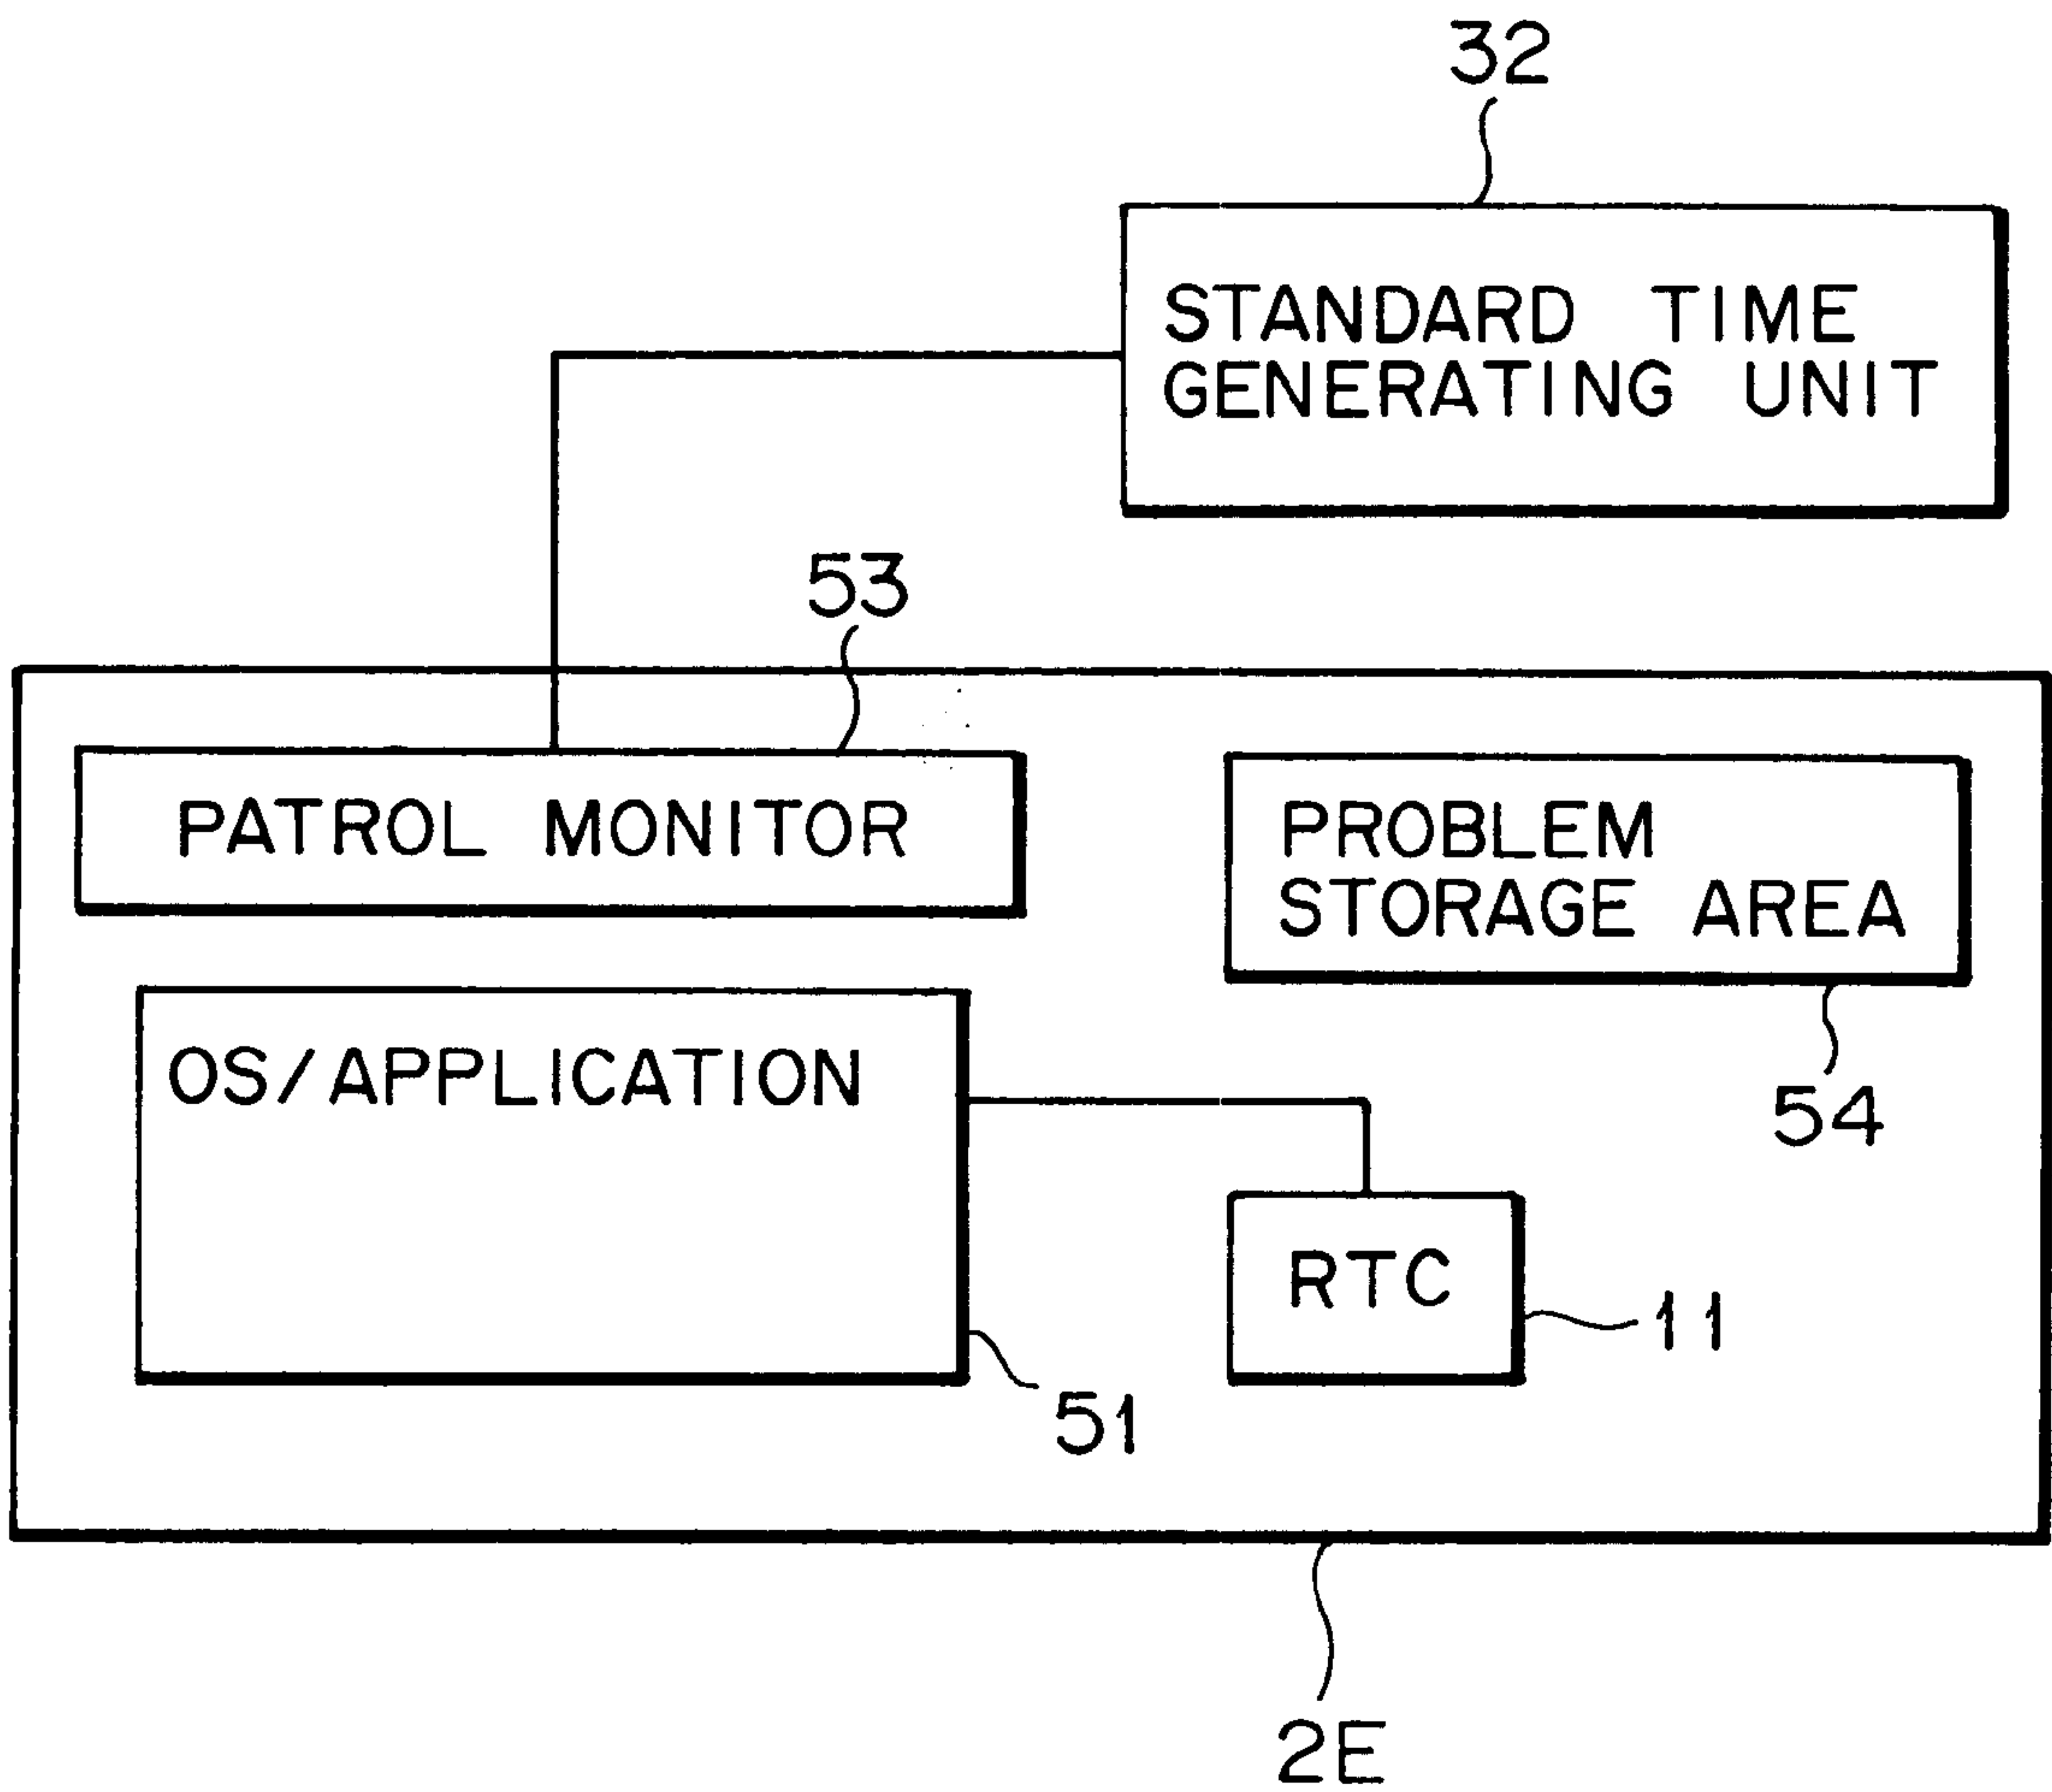 32
STANDARD TIME
GENERATING UNIT
53
PATROL MONITOR
PROBLEM
STORAGE AREA
54
OS/APPLICATION
RTC
11
51
2E